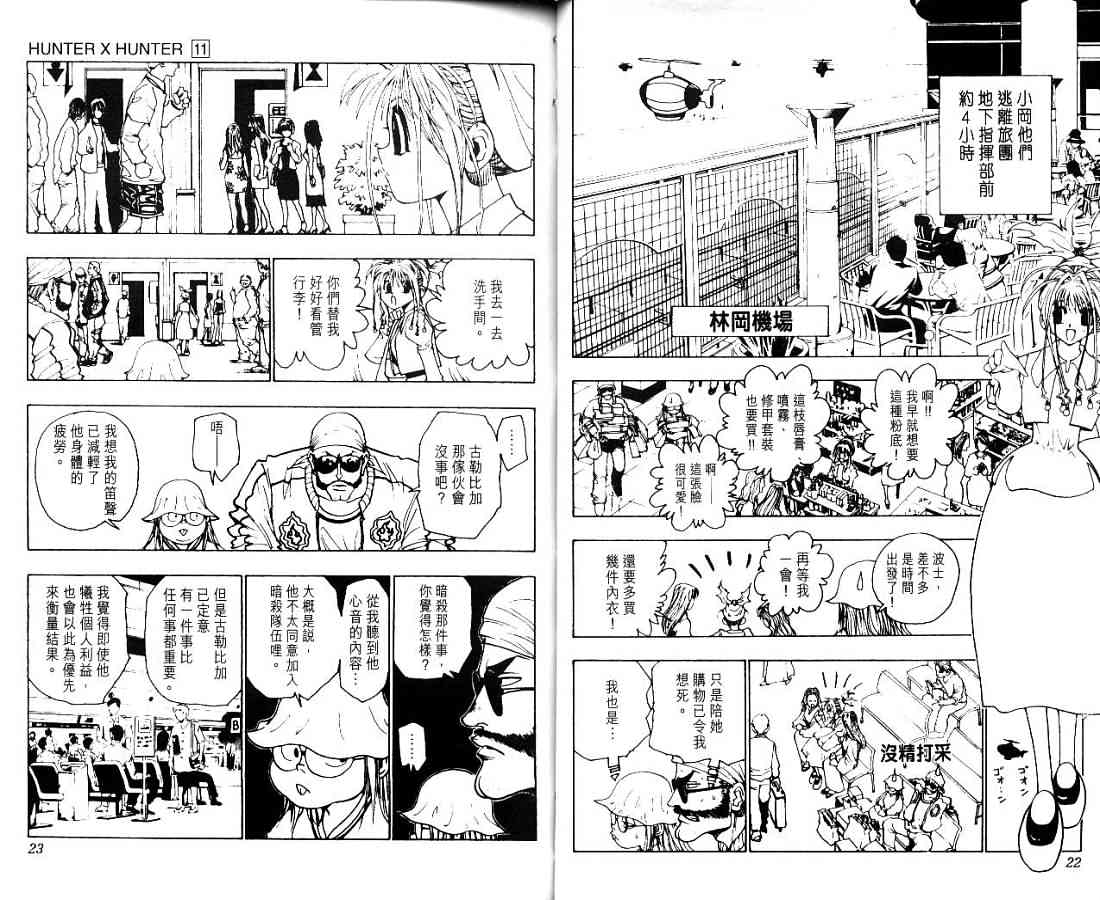 小岡他們
逃離旅團
地下指揮部前
約4小時
林岡機場
啊!!
我早就想要
這種粉底!
這枝唇膏、
噴霧、
修甲套裝
也要買!!
啊——
這張臉
很可愛!
波士,
差不多
是時間
出發了!
再等我
一會!
還要多買
幾件內衣!
ゴオーン
ゴオッ
沒精打采
只是陪她
購物已令我
想死。
我也是…
22
HUNTER X HUNTER 11
我去一去
洗手間。
你們替我
好好看管
行李!
……
古勒比加
那傢伙會
沒事吧?
唔
我想我的笛聲
已減輕了
他身體的
疲勞。
暗殺那件事,
你覺得怎樣?
……
從我聽到他
心音的內容…
大概是說,
他不太同意加入
暗殺隊伍哩。
但是古勒比加
已定意
有一件事比
任何事都重要。
我覺得即使他
犧牲個人利益,
也會以此為優先
來衡量結果。
B
23